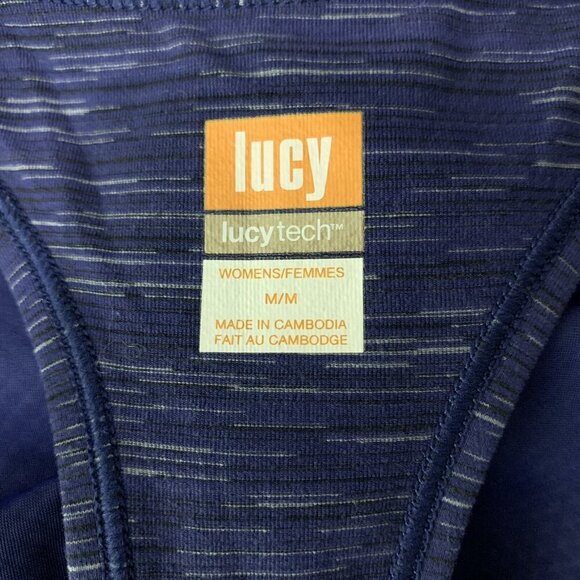 lucy
lucytech™
WOMENS/FEMMES
M/M
MADE IN CAMBODIA
FAIT AU CAMBODGE